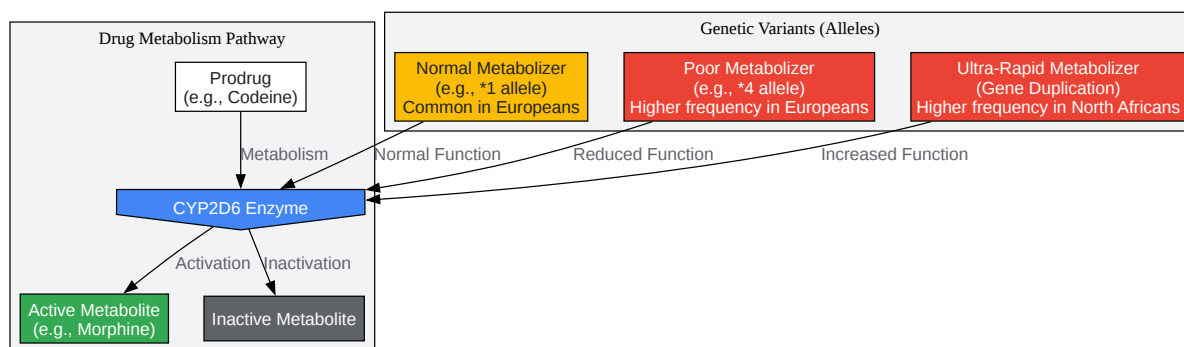 Drug Metabolism Pathway
Prodrug
(e.g., Codeine)
Metabolism
CYP2D6 Enzyme
Activation
Inactivation
Active Metabolite
(e.g., Morphine)
Inactive Metabolite
Genetic Variants (Alleles)
Normal Metabolizer
(e.g., *1 allele)
Common in Europeans
Poor Metabolizer
(e.g., *4 allele)
Higher frequency in Europeans
Ultra-Rapid Metabolizer
(Gene Duplication)
Higher frequency in North Africans
Normal Function
Reduced Function
Increased Function